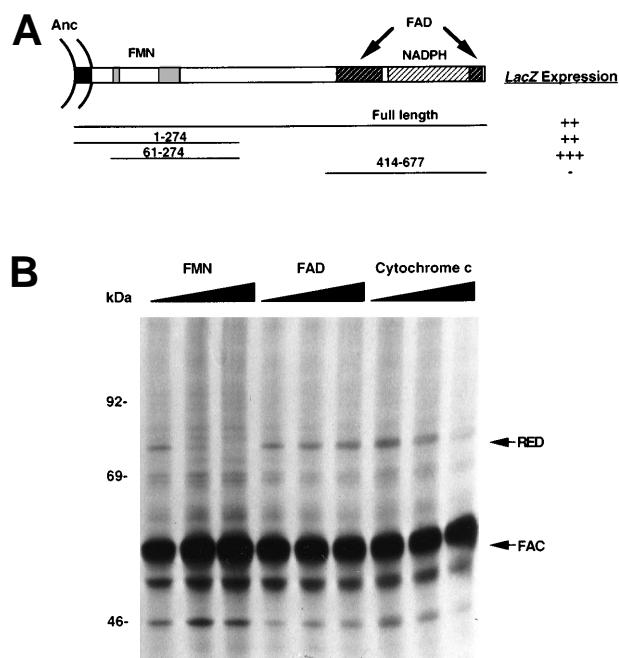 A
Anc
FMN
FAD
NADPH
LacZ Expression
Full length
++
1-274
++
61-274
+++
414-677
-
B
FMN
FAD
Cytochrome c
kDa
92-
RED
69-
FAC
46-